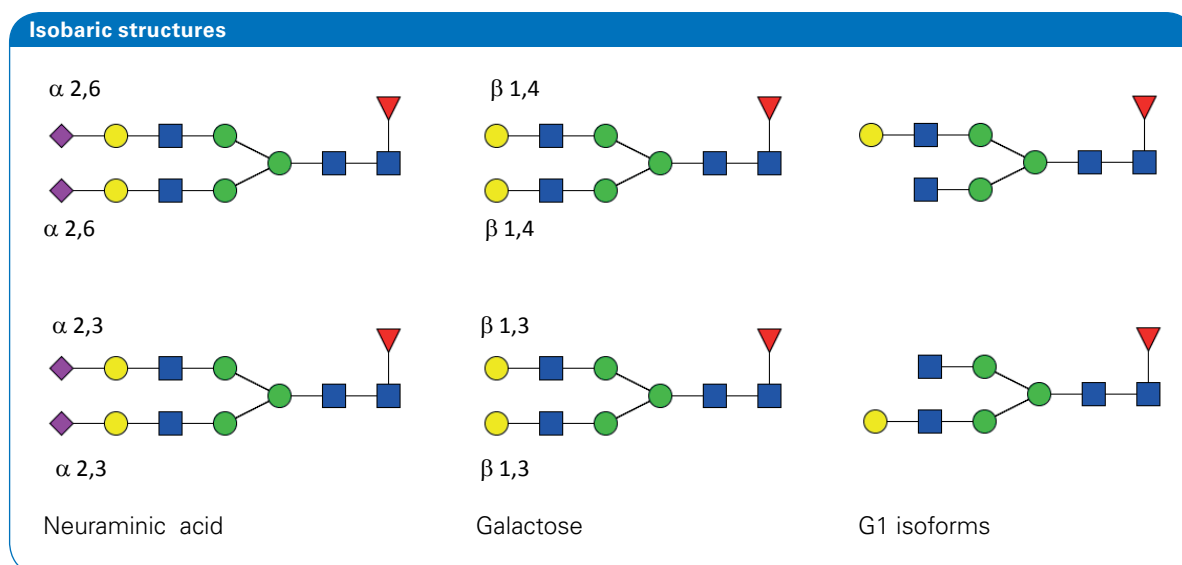 Isobaric structures
α 2,6
β 1,4
α 2,6
β 1,4
α 2,3
β 1,3
α 2,3
β 1,3
Neuraminic acid
Galactose
G1 isoforms